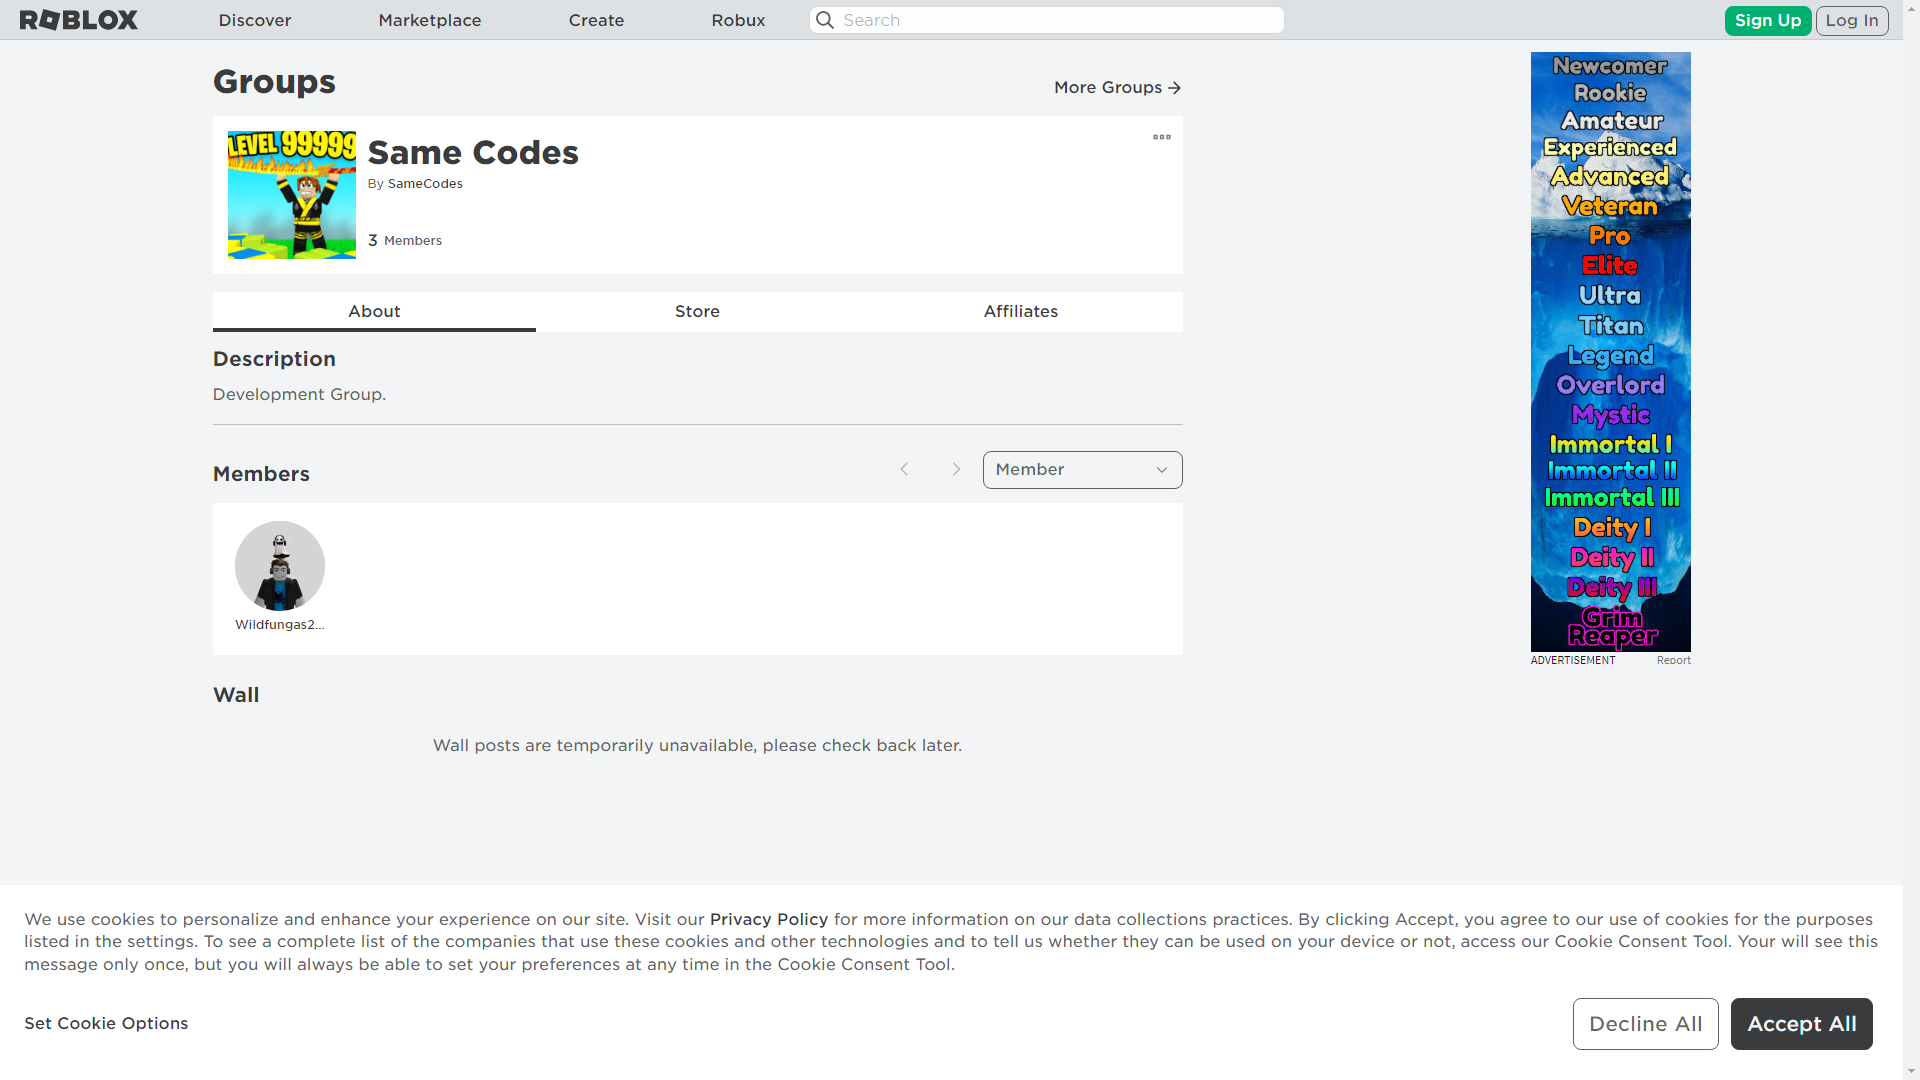 ROBLOX
Discover
Marketplace
Create
Robux
Search
Sign Up
Log In
Groups
More Groups
LEVEL 99999
Same Codes
By SameCodes
3 Members
About
Store
Affiliates
Description
Development Group.
Members
Member
Wildfungas2...
Wall
Wall posts are temporarily unavailable, please check back later.
Newcomer
Rookie
Amateur
Experienced
Advanced
Veteran
Pro
Elite
Ultra
Titan
Legend
Overlord
Mystic
Immortal I
Immortal II
Immortal III
Deity I
Deity II
Deity III
Grim
Reaper
ADVERTISEMENT
Report
We use cookies to personalize and enhance your experience on our site. Visit our Privacy Policy for more information on our data collections practices. By clicking Accept, you agree to our use of cookies for the purposes
listed in the settings. To see a complete list of the companies that use these cookies and other technologies and to tell us whether they can be used on your device or not, access our Cookie Consent Tool. Your will see this
message only once, but you will always be able to set your preferences at any time in the Cookie Consent Tool.
Set Cookie Options
Decline All
Accept All